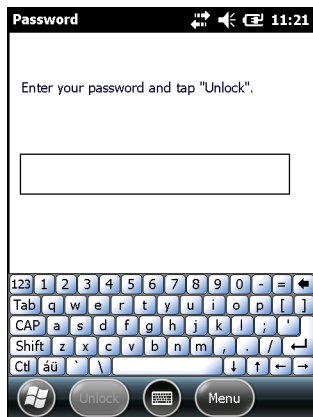 Password 11:21
Enter your password and tap "Unlock".
123 1 2 3 4 5 6 7 8 9 0 - =
Tab q w e r t y u i o p [ ]
CAP a s d f g h j k l ; '
Shift z x c v b n m , . /
Ctl áü ` \
Unlock Menu